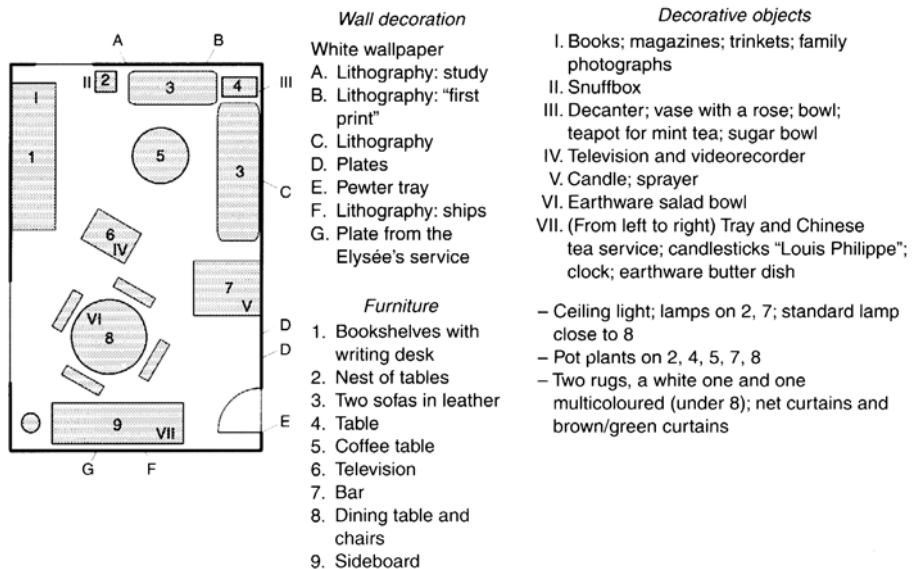 A
B
II
2
3
4
III
I
1
5
3
C
6
IV
7
V
VI
8
D
D
9
VII
E
G
F
Wall decoration
White wallpaper
A. Lithography: study
B. Lithography: “first
print”
C. Lithography
D. Plates
E. Pewter tray
F. Lithography: ships
G. Plate from the
Elysée’s service
Furniture
1. Bookshelves with
writing desk
2. Nest of tables
3. Two sofas in leather
4. Table
5. Coffee table
6. Television
7. Bar
8. Dining table and
chairs
9. Sideboard
Decorative objects
I. Books; magazines; trinkets; family
photographs
II. Snuffbox
III. Decanter; vase with a rose; bowl;
teapot for mint tea; sugar bowl
IV. Television and videorecorder
V. Candle; sprayer
VI. Earthware salad bowl
VII. (From left to right) Tray and Chinese
tea service; candlesticks “Louis Philippe”;
clock; earthware butter dish
– Ceiling light; lamps on 2, 7; standard lamp
close to 8
– Pot plants on 2, 4, 5, 7, 8
– Two rugs, a white one and one
multicoloured (under 8); net curtains and
brown/green curtains